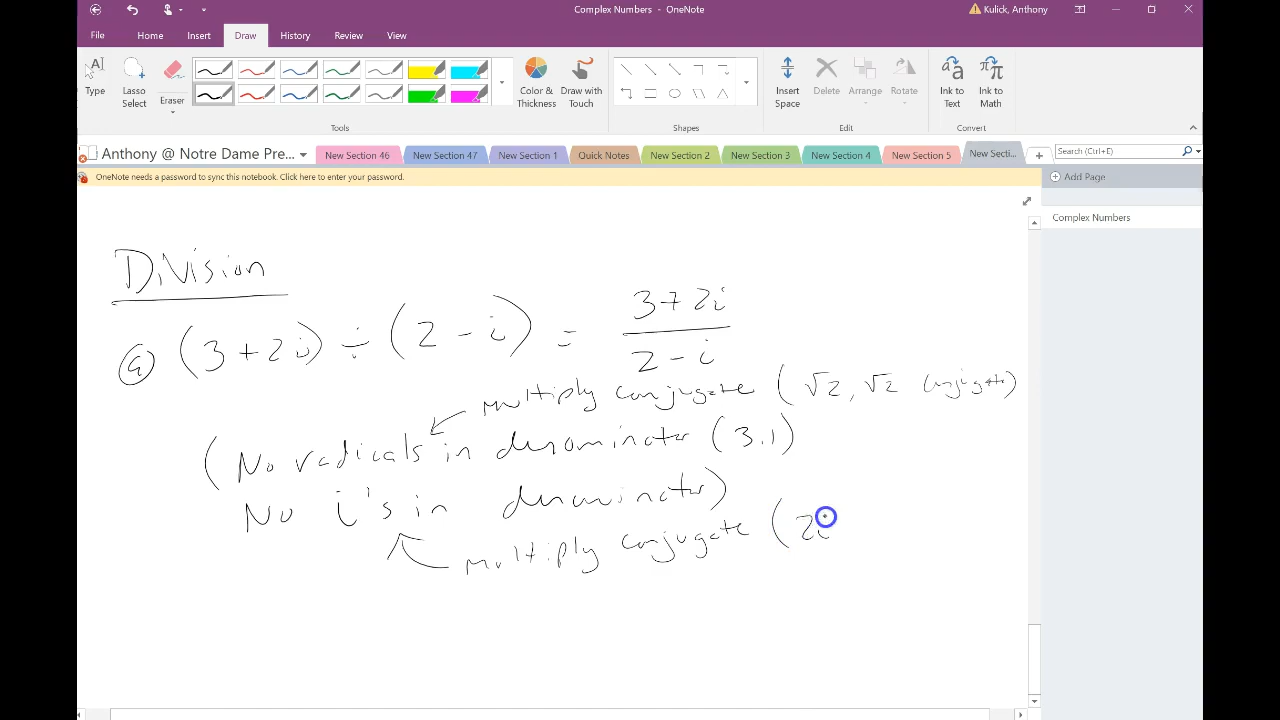 Complex Numbers - OneNote
Kulick, Anthony
File Home Insert Draw History Review View
Type
Lasso Select
Eraser
Color & Thickness
Draw with Touch
Insert Space
Delete
Arrange
Rotate
Ink to Text
Ink to Math
Tools
Shapes
Edit
Convert
Anthony @ Notre Dame Pre...
New Section 46
New Section 47
New Section 1
Quick Notes
New Section 2
New Section 3
New Section 4
New Section 5
New Secti...
Search (Ctrl+E)
OneNote needs a password to sync this notebook. Click here to enter your password.
Add Page
Complex Numbers
Division
ⓐ (3+2i) ÷ (2-i) = \frac{3+2i}{2-i}
multiply conjugate (√2, √2 conjugate)
(No radicals in denominator (3.1)
No i's in denominator)
multiply conjugate (2i